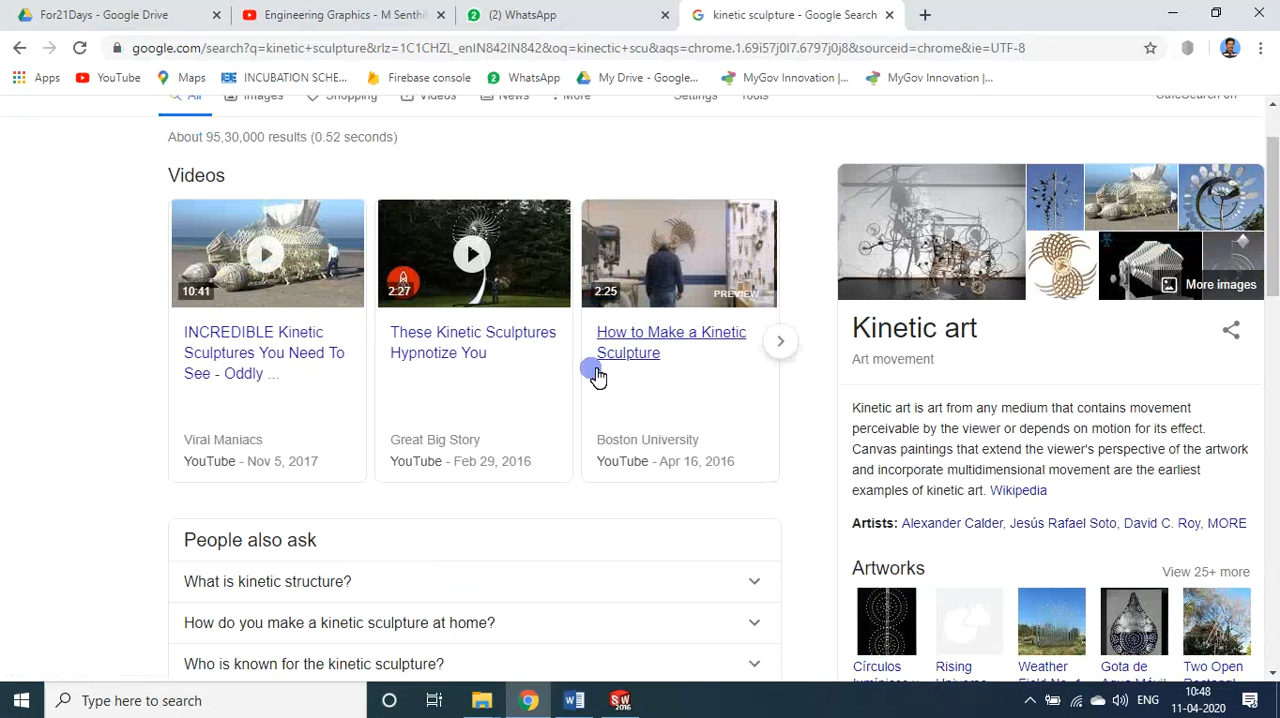 For21Days - Google Drive
Engineering Graphics - M Senthil
(2) WhatsApp
kinetic sculpture - Google Search
google.com/search?q=kinetic+sculpture&rlz=1C1CHZL_enIN842IN842&oq=kinectic+scu&aqs=chrome.1.69i57j0l7.6797j0j8&sourceid=chrome&ie=UTF-8
Apps
YouTube
Maps
INCUBATION SCHE...
Firebase console
WhatsApp
My Drive - Google...
MyGov Innovation |...
MyGov Innovation |...
All
Images
Shopping
Videos
News
More
Settings
Tools
SafeSearch on
About 95,30,000 results (0.52 seconds)
Videos
10:41
2:27
2:25
PREVIEW
INCREDIBLE Kinetic
Sculptures You Need To
See - Oddly ...
Viral Maniacs
YouTube - Nov 5, 2017
These Kinetic Sculptures
Hypnotize You
Great Big Story
YouTube - Feb 29, 2016
How to Make a Kinetic
Sculpture
Boston University
YouTube - Apr 16, 2016
People also ask
What is kinetic structure?
How do you make a kinetic sculpture at home?
Who is known for the kinetic sculpture?
More images
Kinetic art
Art movement
Kinetic art is art from any medium that contains movement
perceivable by the viewer or depends on motion for its effect.
Canvas paintings that extend the viewer's perspective of the artwork
and incorporate multidimensional movement are the earliest
examples of kinetic art. Wikipedia
Artists: Alexander Calder, Jesús Rafael Soto, David C. Roy, MORE
Artworks
View 25+ more
Círculos
Rising
Weather
Gota de
Two Open
Type here to search
SW
2016
ENG
10:48
11-04-2020